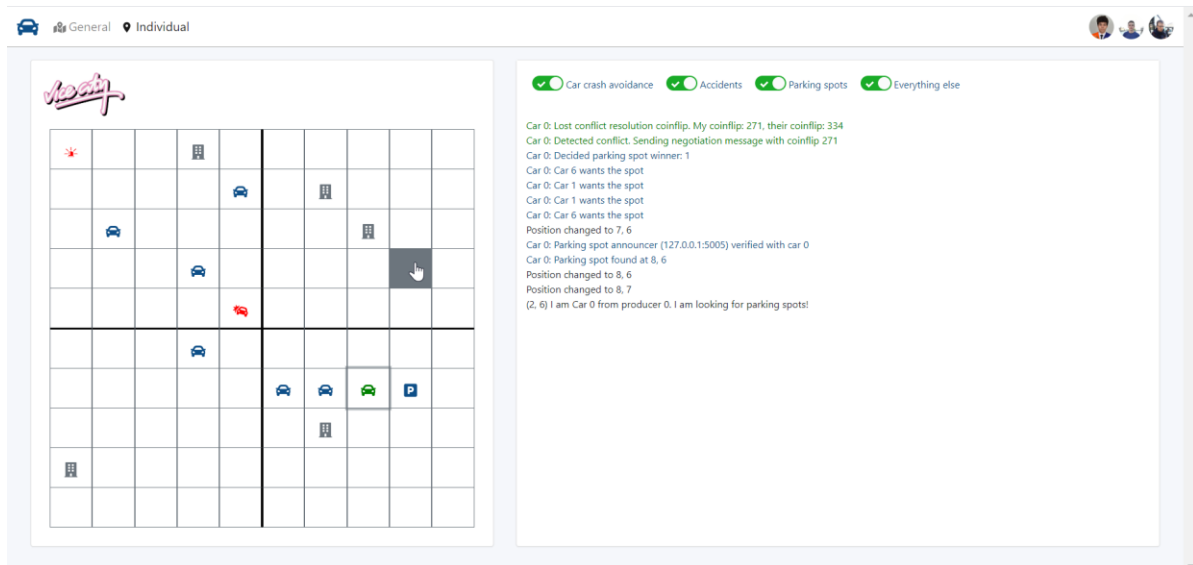 General Individual
vice city
Car crash avoidance Accidents Parking spots Everything else
Car 0: Lost conflict resolution coinflip. My coinflip: 271, their coinflip: 334
Car 0: Detected conflict. Sending negotiation message with coinflip 271
Car 0: Decided parking spot winner: 1
Car 0: Car 6 wants the spot
Car 0: Car 1 wants the spot
Car 0: Car 1 wants the spot
Car 0: Car 6 wants the spot
Position changed to 7, 6
Car 0: Parking spot announcer (127.0.0.1:5005) verified with car 0
Car 0: Parking spot found at 8, 6
Position changed to 8, 6
Position changed to 8, 7
(2, 6) I am Car 0 from producer 0. I am looking for parking spots!
P